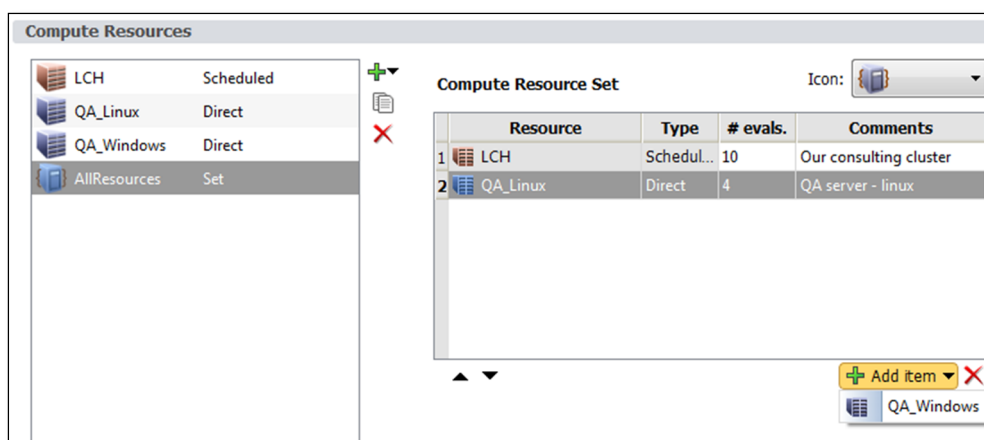 Compute Resources
LCH Scheduled
QA_Linux Direct
QA_Windows Direct
AllResources Set
Compute Resource Set
Icon:
Resource Type # evals. Comments
1 LCH Schedul... 10 Our consulting cluster
2 QA_Linux Direct 4 QA server - linux
Add item
QA_Windows